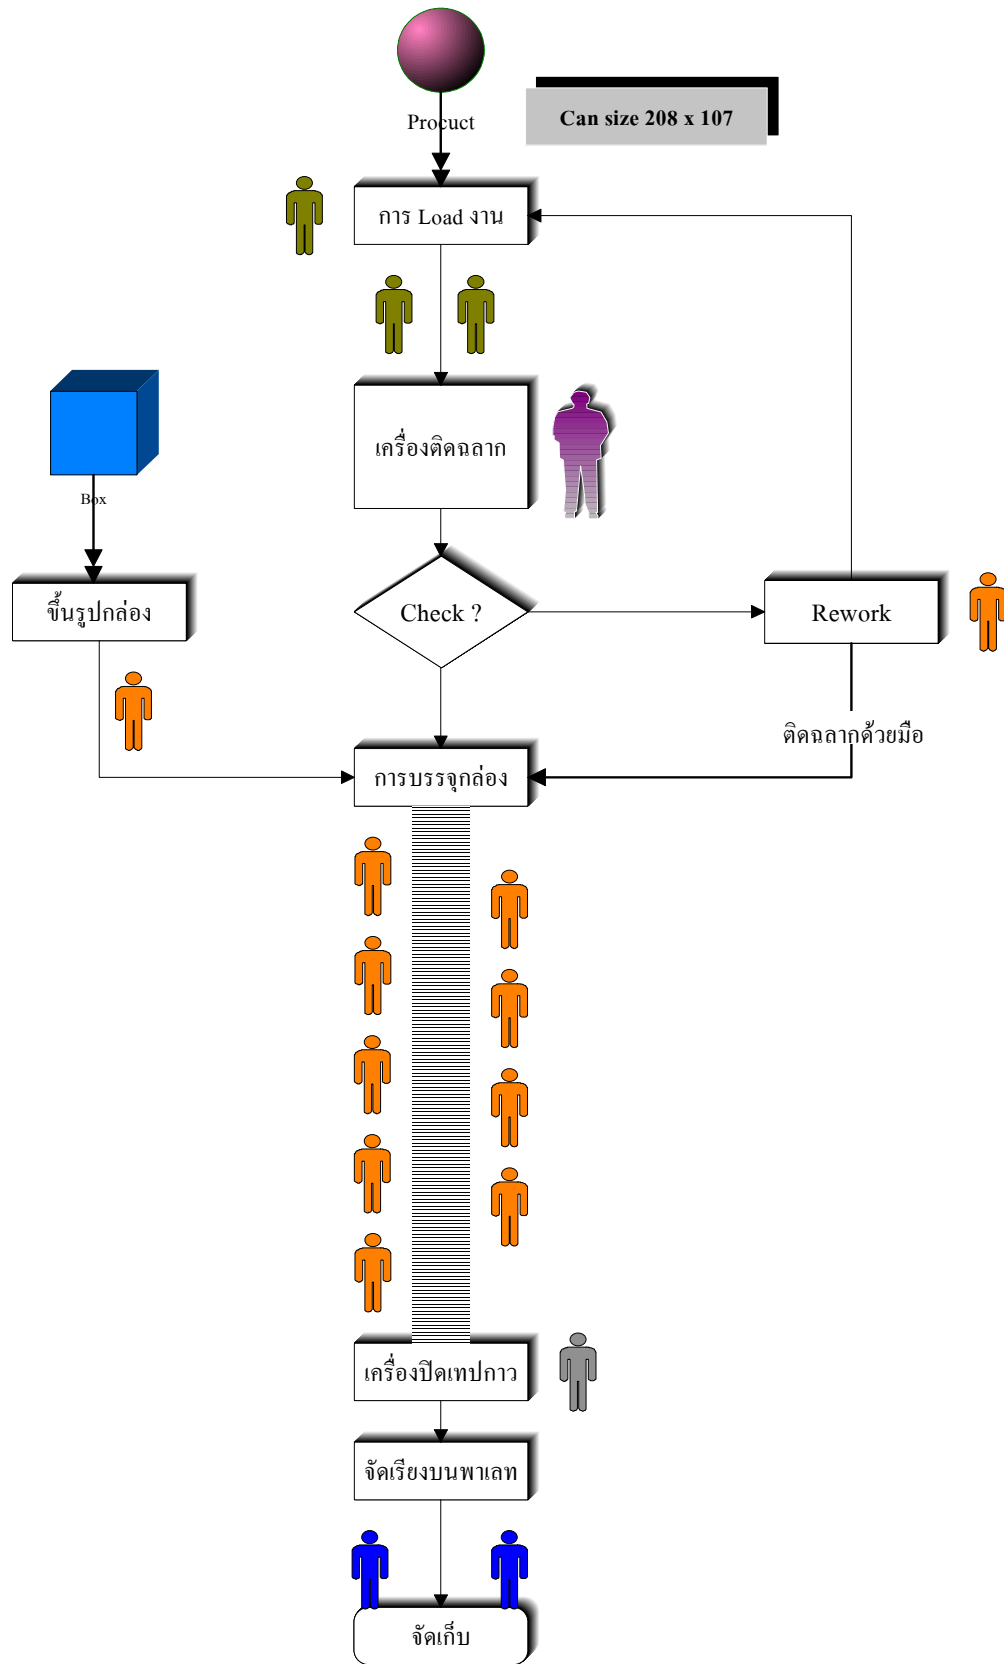 Procuct
Can size 208 x 107
การ Load งาน
เครื่องติดฉลาก
Box
ขึ้นรูปกล่อง
Check ?
Rework
ติดฉลากด้วยมือ
การบรรจุกล่อง
เครื่องปิดเทปกาว
จัดเรียงบนพาเลท
จัดเก็บ